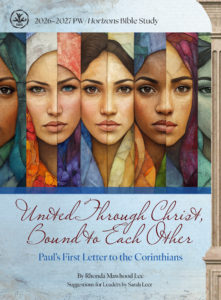 2026–2027 PW/Horizons Bible Study
United Through Christ,
Bound to Each Other
Paul's First Letter to the Corinthians
By Rhonda Mawhood Lee
Suggestions for Leaders by Sarah Leer